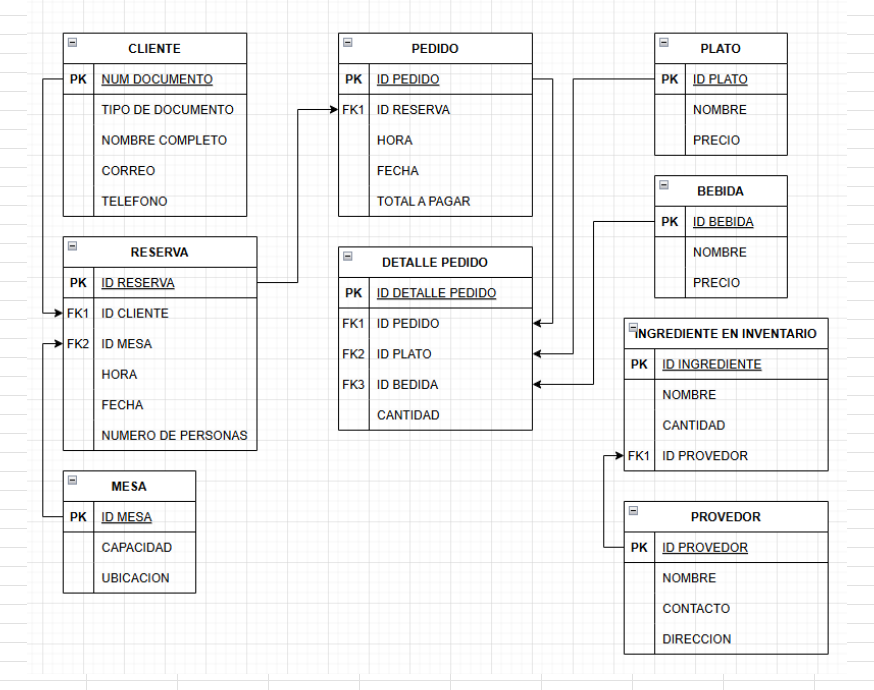 CLIENTE
PK NUM DOCUMENTO
TIPO DE DOCUMENTO
NOMBRE COMPLETO
CORREO
TELEFONO
RESERVA
PK ID RESERVA
FK1 ID CLIENTE
FK2 ID MESA
HORA
FECHA
NUMERO DE PERSONAS
MESA
PK ID MESA
CAPACIDAD
UBICACION
PEDIDO
PK ID PEDIDO
FK1 ID RESERVA
HORA
FECHA
TOTAL A PAGAR
DETALLE PEDIDO
PK ID DETALLE PEDIDO
FK1 ID PEDIDO
FK2 ID PLATO
FK3 ID BEDIDA
CANTIDAD
PLATO
PK ID PLATO
NOMBRE
PRECIO
BEBIDA
PK ID BEBIDA
NOMBRE
PRECIO
INGREDIENTE EN INVENTARIO
PK ID INGREDIENTE
NOMBRE
CANTIDAD
FK1 ID PROVEDOR
PROVEDOR
PK ID PROVEDOR
NOMBRE
CONTACTO
DIRECCION